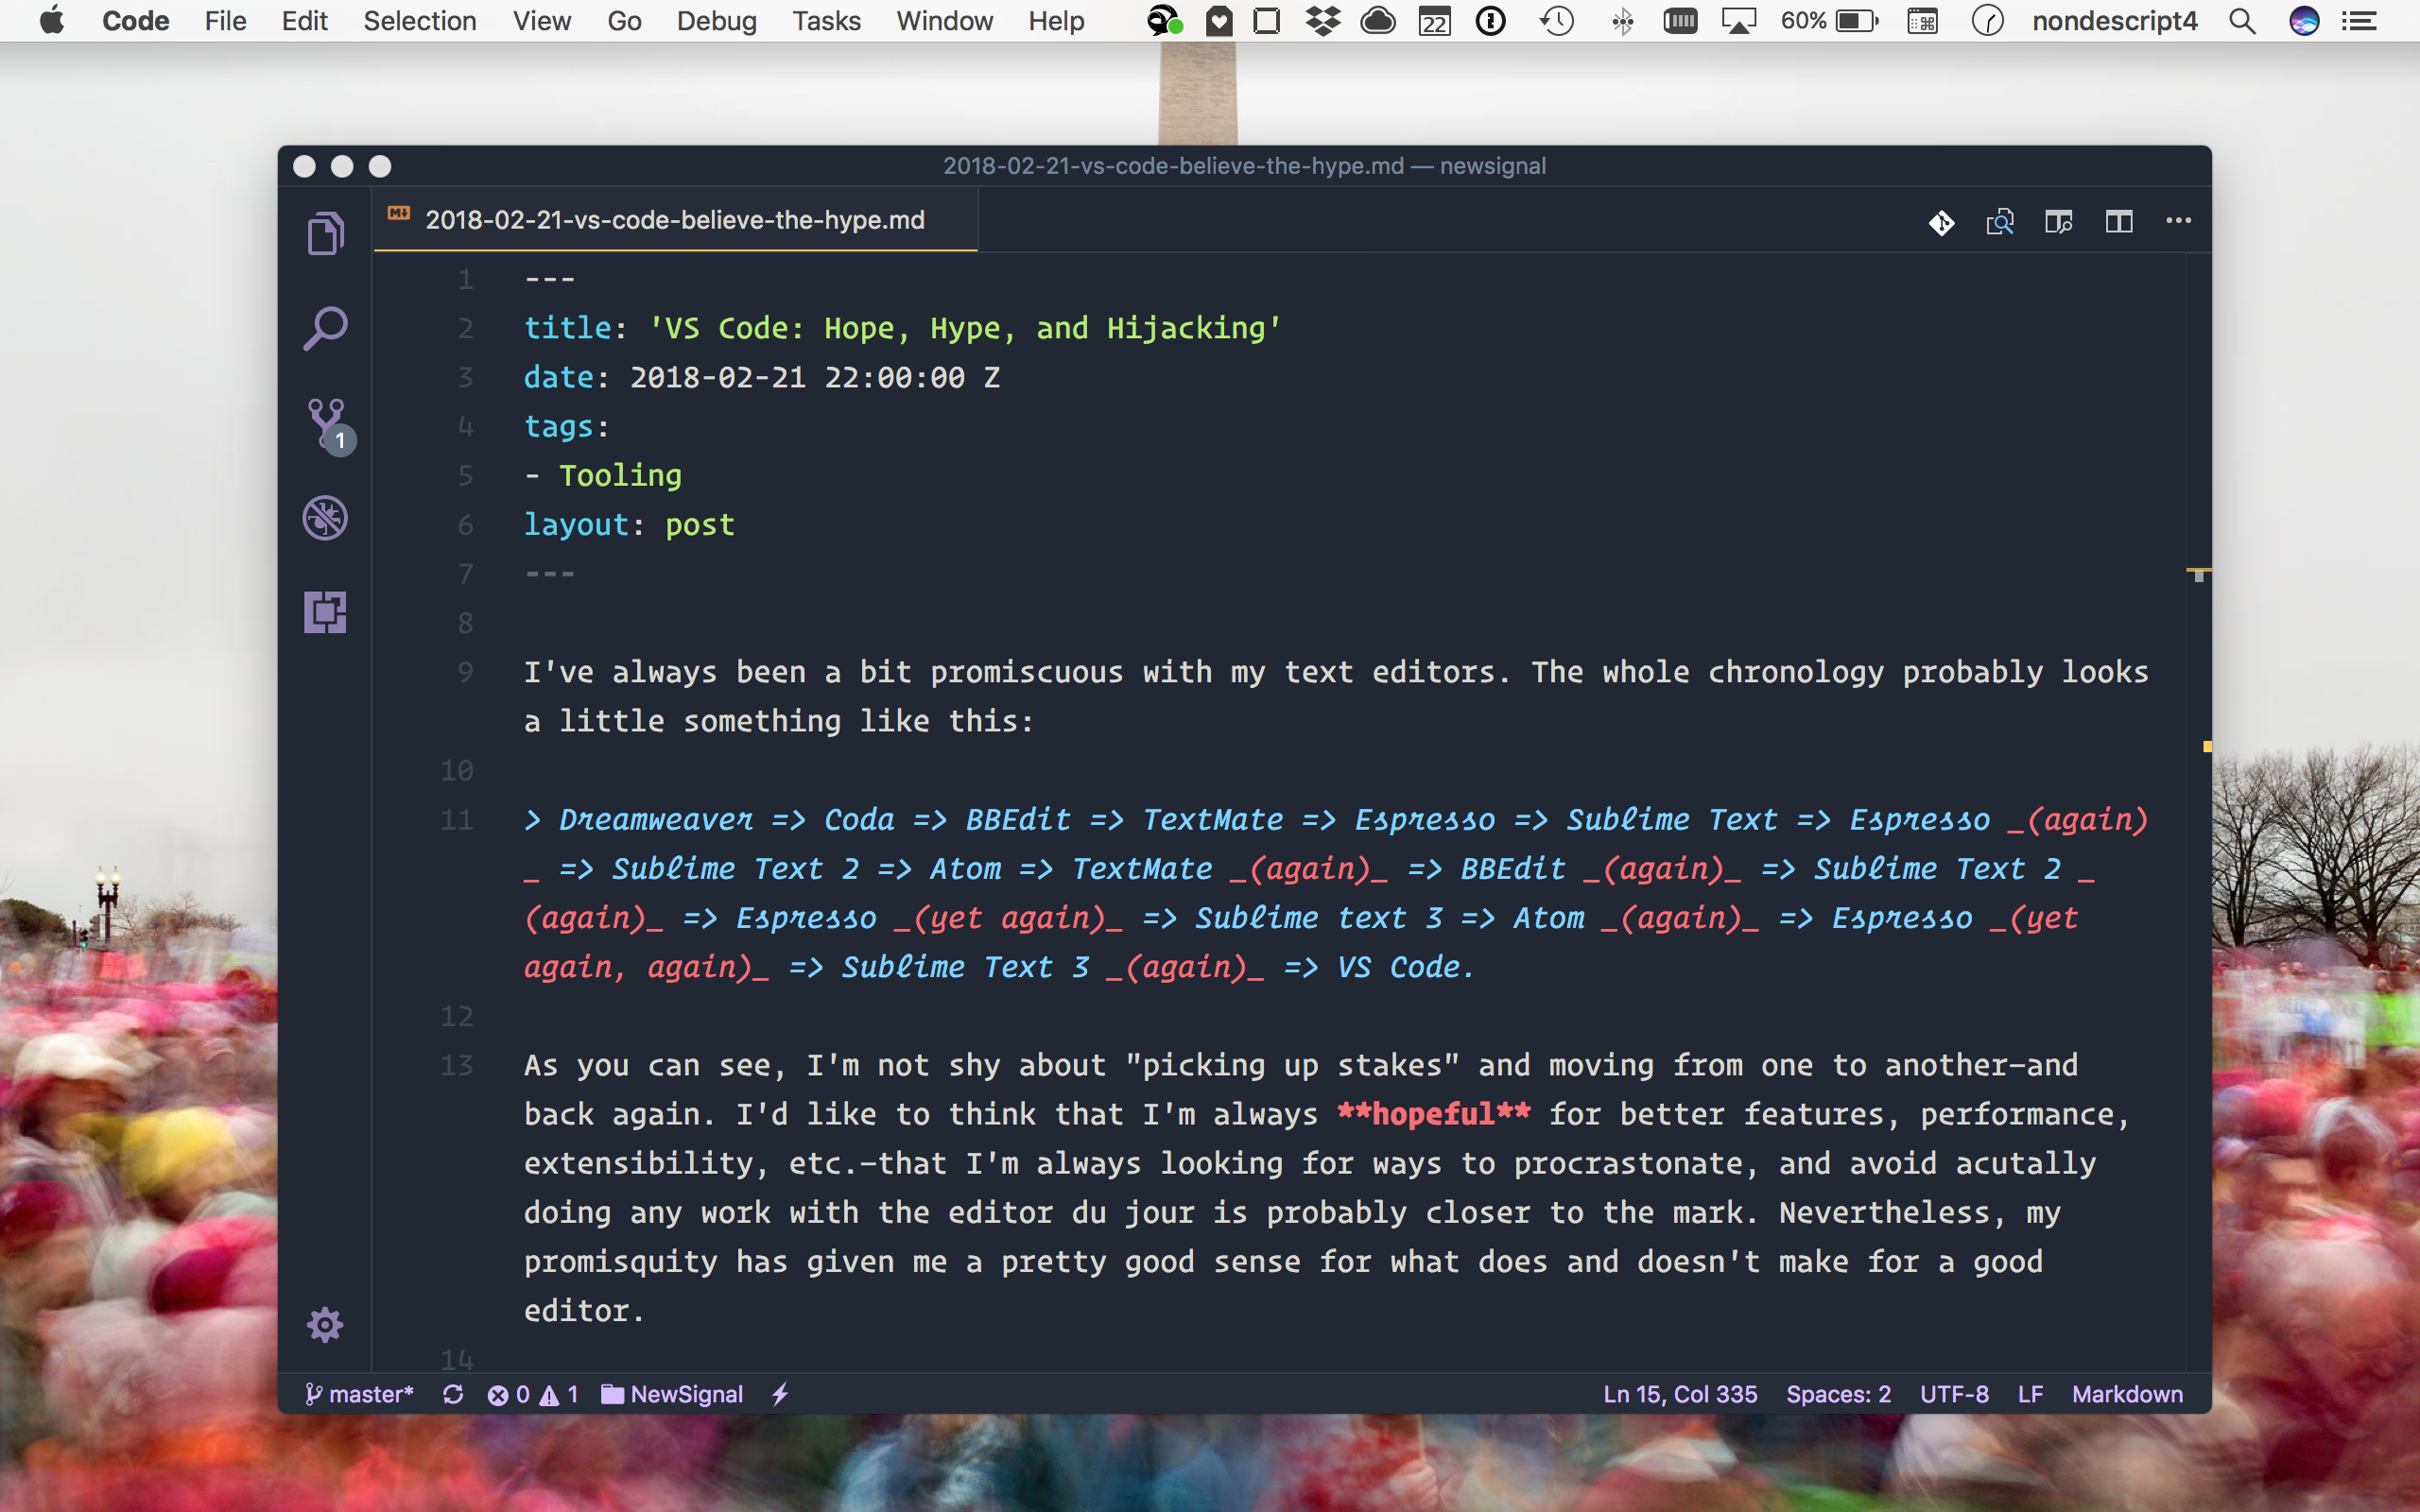 Code File Edit Selection View Go Debug Tasks Window Help 22 60% nondescript4
2018-02-21-vs-code-believe-the-hype.md — newsignal
2018-02-21-vs-code-believe-the-hype.md
1 ---
2 title: 'VS Code: Hope, Hype, and Hijacking'
3 date: 2018-02-21 22:00:00 Z
4 tags:
5 - Tooling
6 layout: post
7 ---
8
9 I've always been a bit promiscuous with my text editors. The whole chronology probably looks
a little something like this:
10
11 > Dreamweaver => Coda => BBEdit => TextMate => Espresso => Sublime Text => Espresso _(again)
_ => Sublime Text 2 => Atom => TextMate _(again)_ => BBEdit _(again)_ => Sublime Text 2 _
(again)_ => Espresso _(yet again)_ => Sublime text 3 => Atom _(again)_ => Espresso _(yet
again, again)_ => Sublime Text 3 _(again)_ => VS Code.
12
13 As you can see, I'm not shy about "picking up stakes" and moving from one to another—and
back again. I'd like to think that I'm always **hopeful** for better features, performance,
extensibility, etc.—that I'm always looking for ways to procrastonate, and avoid acutally
doing any work with the editor du jour is probably closer to the mark. Nevertheless, my
promisquity has given me a pretty good sense for what does and doesn't make for a good
editor.
14
1
master* 0 1 NewSignal Ln 15, Col 335 Spaces: 2 UTF-8 LF Markdown